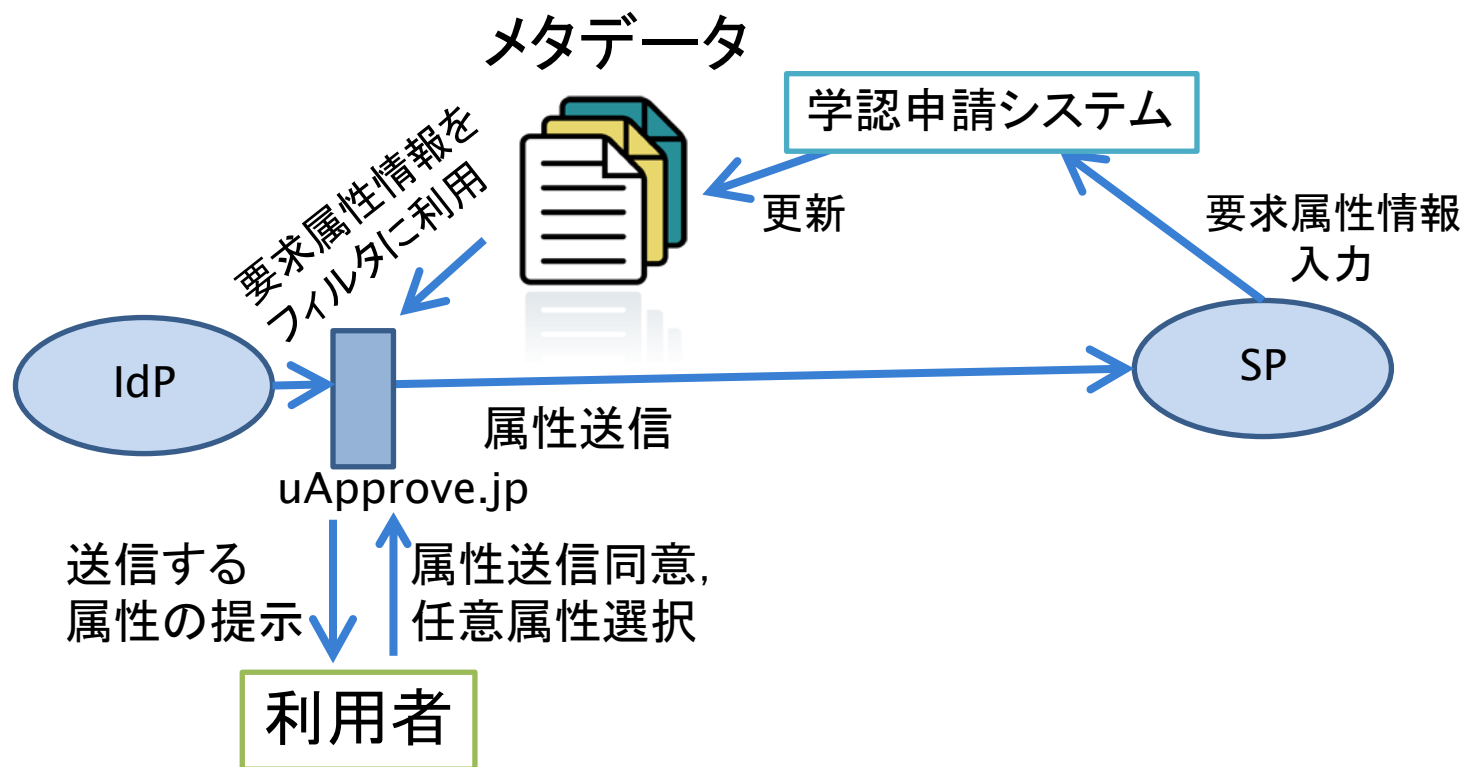 メタデータ
学認申請システム
要求属性情報を
フィルタに利用
更新
要求属性情報
入力
IdP
SP
属性送信
uApprove.jp
送信する
属性の提示
属性送信同意,
任意属性選択
利用者